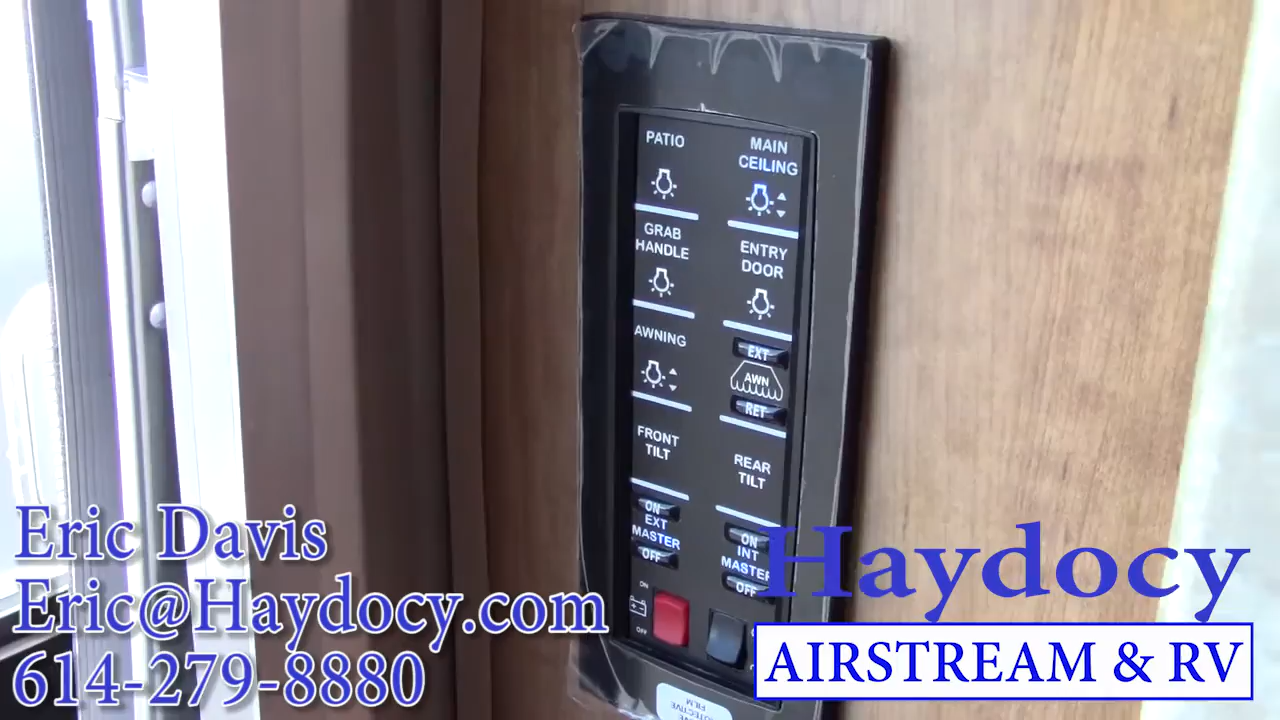 PATIO
MAIN
CEILING
GRAB
HANDLE
ENTRY
DOOR
AWNING
EXT
AWN
RET
FRONT
TILT
REAR
TILT
ON
EXT
MASTER
OFF
ON
INT
MASTER
OFF
ON
OFF
Eric Davis
Eric@Haydocy.com
614-279-8880
Haydocy
AIRSTREAM & RV
FILM